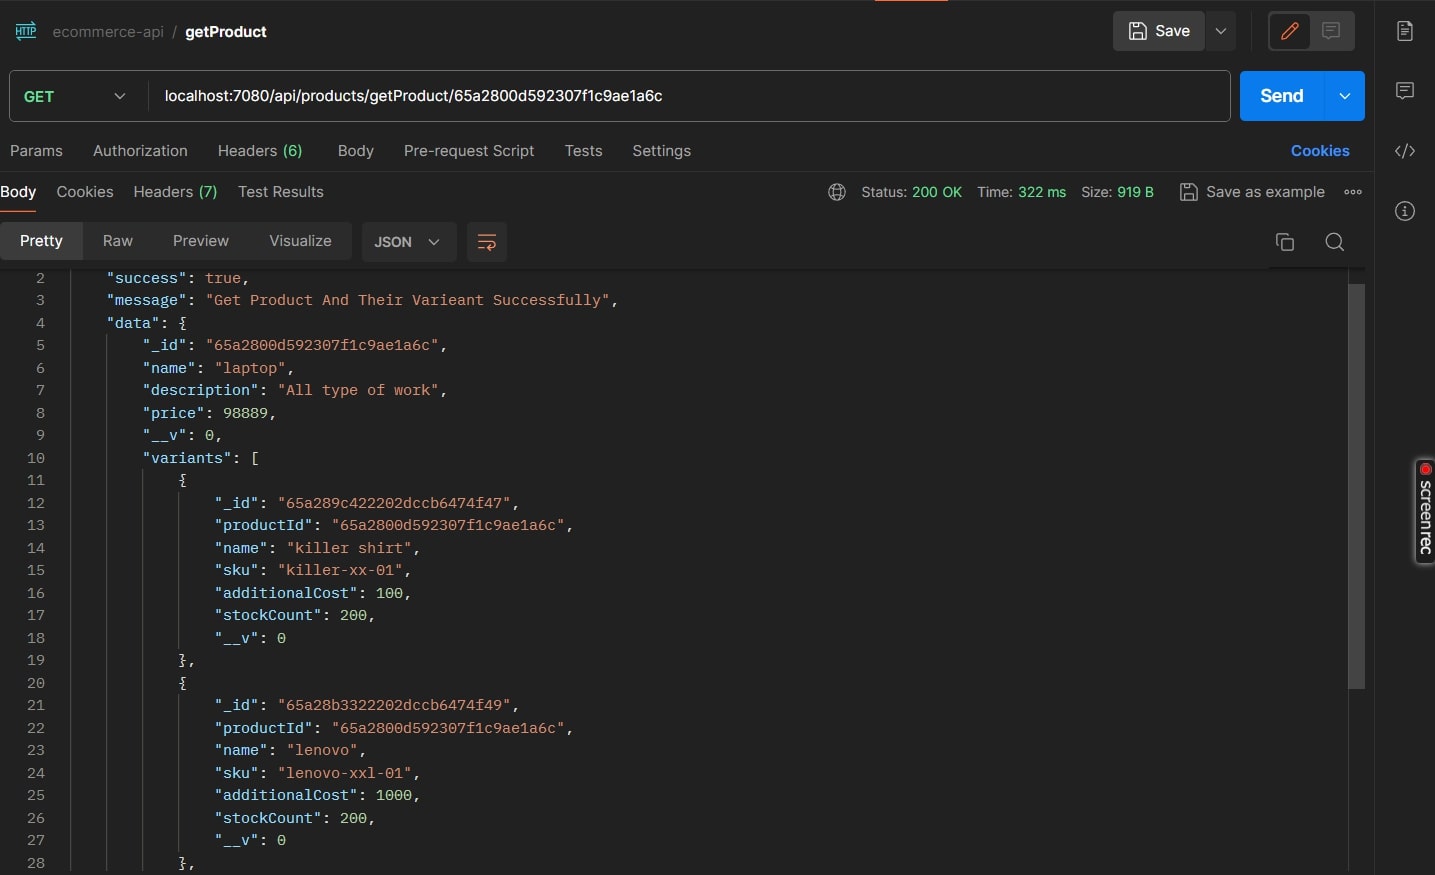 HTTP ecommerce-api / getProduct Save
GET localhost:7080/api/products/getProduct/65a2800d592307f1c9ae1a6c Send
Params Authorization Headers (6) Body Pre-request Script Tests Settings Cookies
Body Cookies Headers (7) Test Results Status: 200 OK Time: 322 ms Size: 919 B Save as example
Pretty Raw Preview Visualize JSON
2 "success": true,
3 "message": "Get Product And Their Varieant Successfully",
4 "data": {
5 "_id": "65a2800d592307f1c9ae1a6c",
6 "name": "laptop",
7 "description": "All type of work",
8 "price": 98889,
9 "__v": 0,
10 "variants": [
11 {
12 "_id": "65a289c422202dccb6474f47",
13 "productId": "65a2800d592307f1c9ae1a6c",
14 "name": "killer shirt",
15 "sku": "killer-xx-01",
16 "additionalCost": 100,
17 "stockCount": 200,
18 "__v": 0
19 },
20 {
21 "_id": "65a28b3322202dccb6474f49",
22 "productId": "65a2800d592307f1c9ae1a6c",
23 "name": "lenovo",
24 "sku": "lenovo-xxl-01",
25 "additionalCost": 1000,
26 "stockCount": 200,
27 "__v": 0
28 },
screenrec